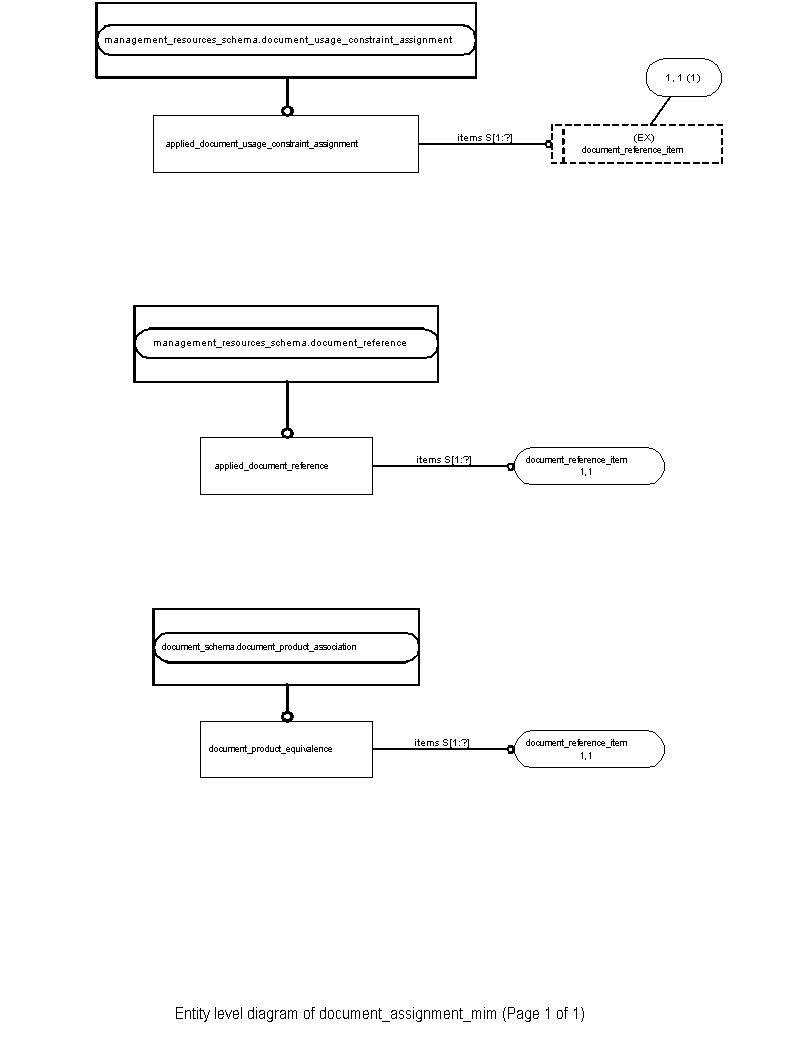 management_resources_schema.document_usage_constraint_assignment
1, 1 (1)
applied_document_usage_constraint_assignment
items S[1:?]
(EX)
document_reference_item
management_resources_schema.document_reference
applied_document_reference
items S[1:?]
document_reference_item
1,1
document_schema.document_product_association
document_product_equivalence
items S[1:?]
document_reference_item
1,1
Entity level diagram of document_assignment_mim (Page 1 of 1)